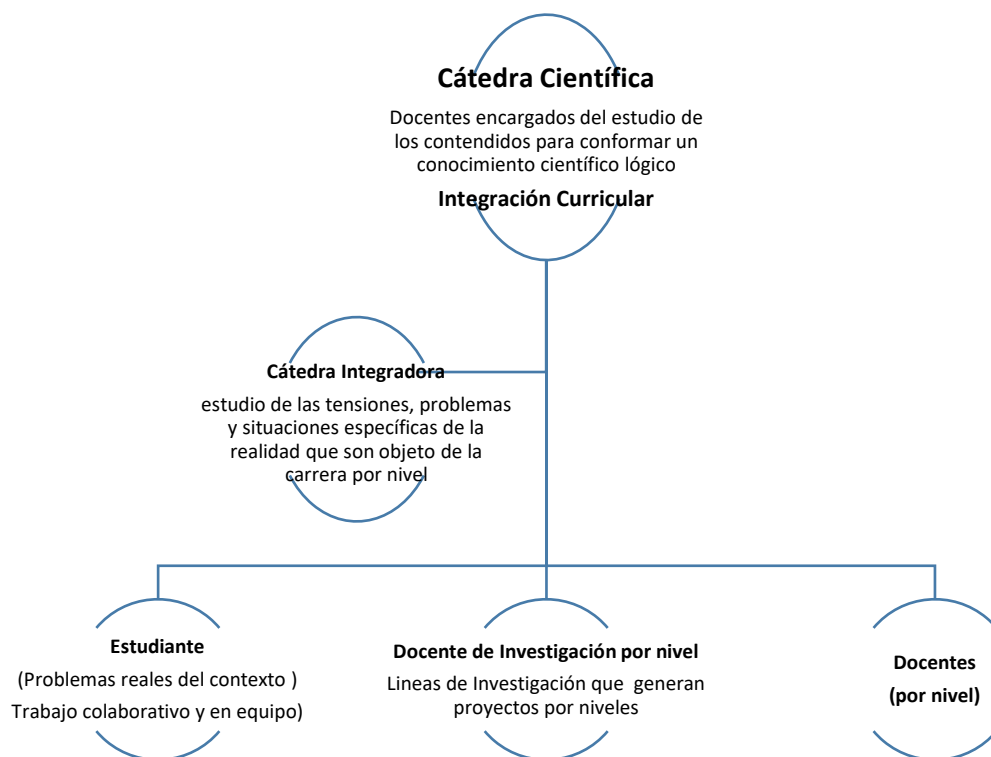 Cátedra Científica
Docentes encargados del estudio de
los contendidos para conformar un
conocimiento científico lógico
Integración Curricular
Cátedra Integradora
estudio de las tensiones, problemas
y situaciones específicas de la
realidad que son objeto de la
carrera por nivel
Estudiante
(Problemas reales del contexto )
Trabajo colaborativo y en equipo)
Docente de Investigación por nivel
Lineas de Investigación que generan
proyectos por niveles
Docentes
(por nivel)